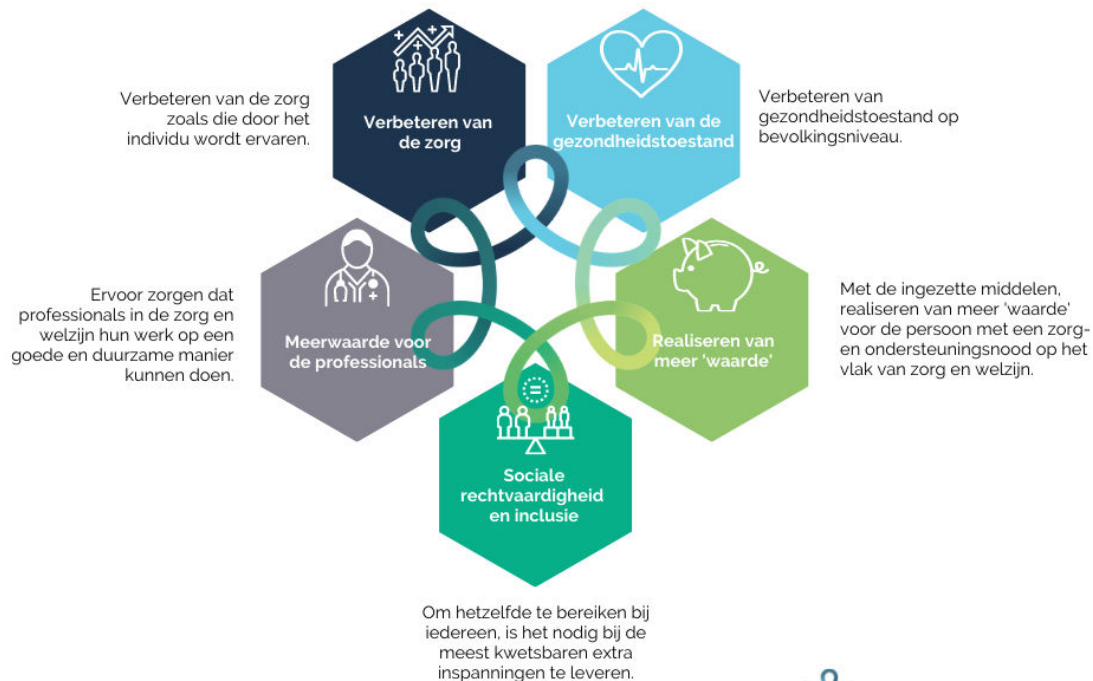 Verbeteren van de zorg
zoals die door het
individu wordt ervaren.
Verbeteren van
de zorg
Verbeteren van de
gezondheidstoestand
Verbeteren van
gezondheidstoestand op
bevolkingsniveau.
Ervoor zorgen dat
professionals in de zorg en
welzijn hun werk op een
goede en duurzame manier
kunnen doen.
Meerwaarde voor
de professionals
Realiseren van
meer 'waarde'
Met de ingezette middelen,
realiseren van meer 'waarde'
voor de persoon met een zorg-
en ondersteuningsnood op het
vlak van zorg en welzijn.
Sociale
rechtvaardigheid
en inclusie
Om hetzelfde te bereiken bij
iedereen, is het nodig bij de
meest kwetsbaren extra
inspanningen te leveren.